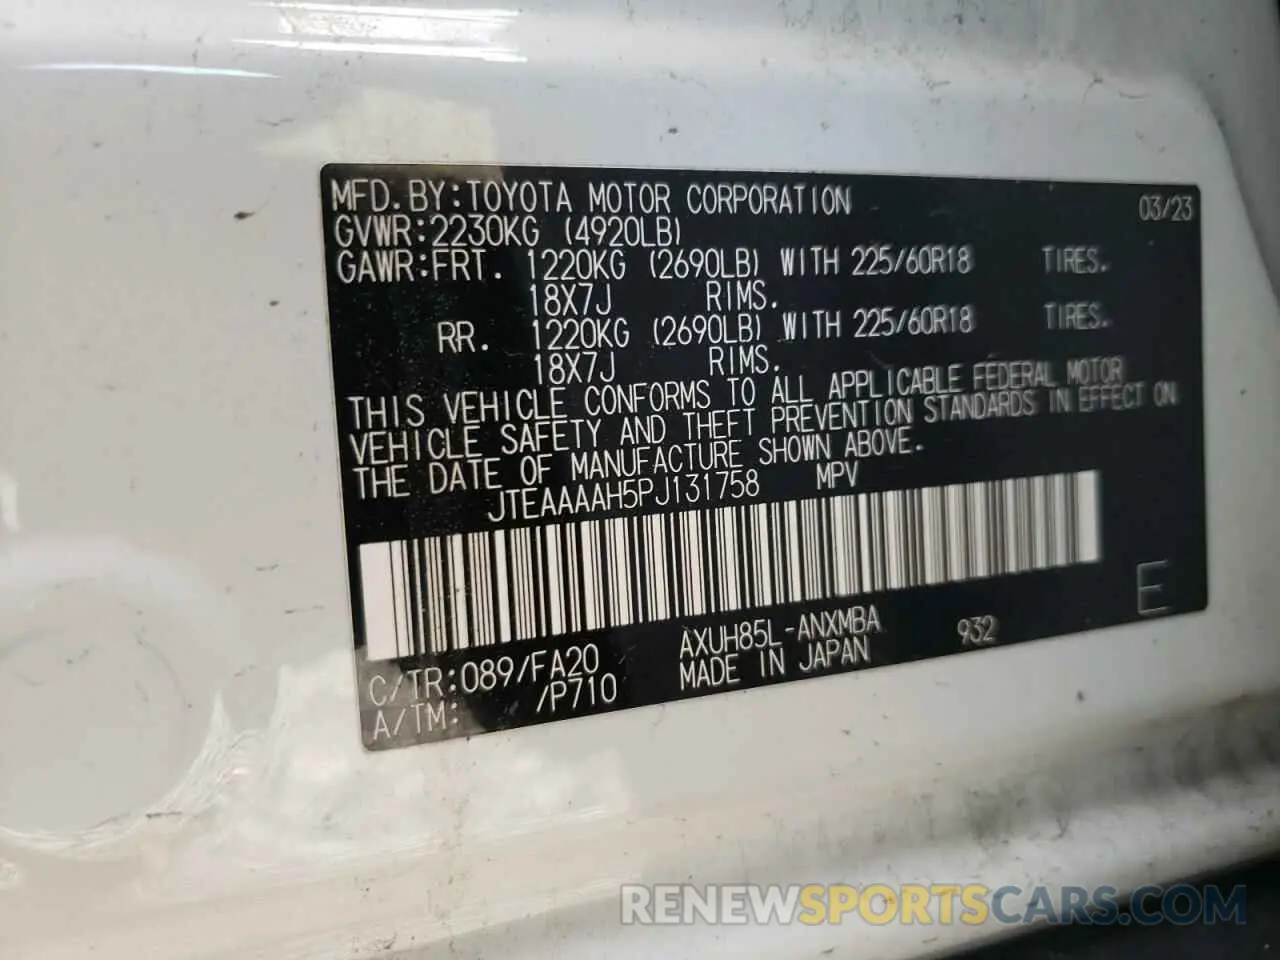 MFD. BY: TOYOTA MOTOR CORPORATION 03/23
GVWR: 2230KG (4920LB)
GAWR: FRT. 1220KG (2690LB) WITH 225/60R18 TIRES.
18X7J RIMS.
RR. 1220KG (2690LB) WITH 225/60R18 TIRES.
18X7J RIMS.
THIS VEHICLE CONFORMS TO ALL APPLICABLE FEDERAL MOTOR
VEHICLE SAFETY AND THEFT PREVENTION STANDARDS IN EFFECT ON
THE DATE OF MANUFACTURE SHOWN ABOVE.
JTEAAAAH5PJ131758 MPV
E
C/TR: 089/FA20 AXUH85L-ANXMBA 932
A/TM: /P710 MADE IN JAPAN
RENEWSPORTSCARS.COM